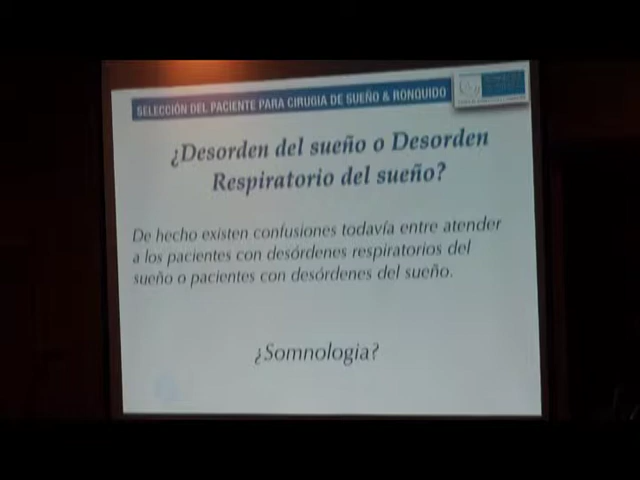 SELECCIÓN DEL PACIENTE PARA CIRUGIA DE SUEÑO & RONQUIDO
¿Desorden del sueño o Desorden
Respiratorio del sueño?
De hecho existen confusiones todavía entre atender
a los pacientes con desórdenes respiratorios del
sueño o pacientes con desórdenes del sueño.
¿Somnologia?